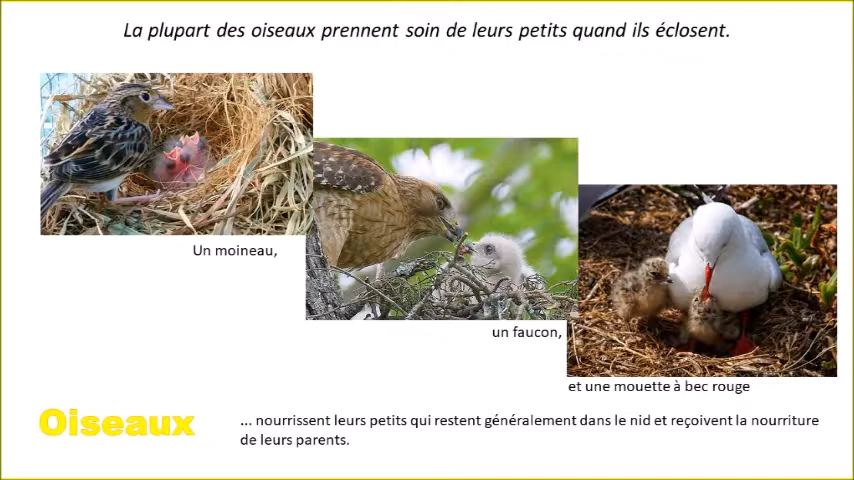 La plupart des oiseaux prennent soin de leurs petits quand ils éclosent.
Un moineau,
un faucon,
et une mouette à bec rouge
Oiseaux
... nourrissent leurs petits qui restent généralement dans le nid et reçoivent la nourriture
de leurs parents.